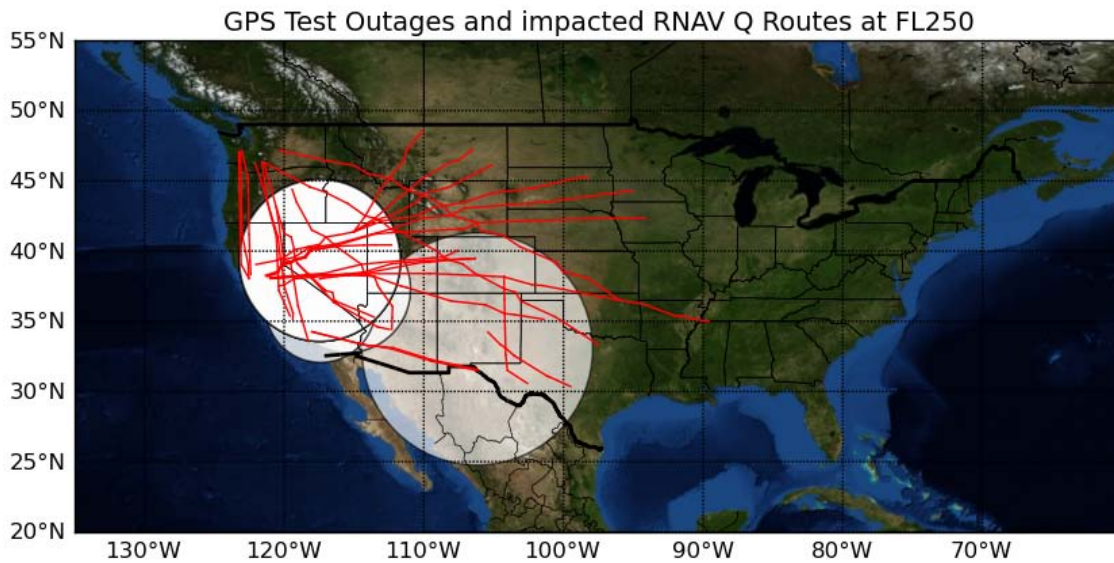 GPS Test Outages and impacted RNAV Q Routes at FL250
55°N
50°N
45°N
40°N
35°N
30°N
25°N
20°N
130°W 120°W 110°W 100°W 90°W 80°W 70°W